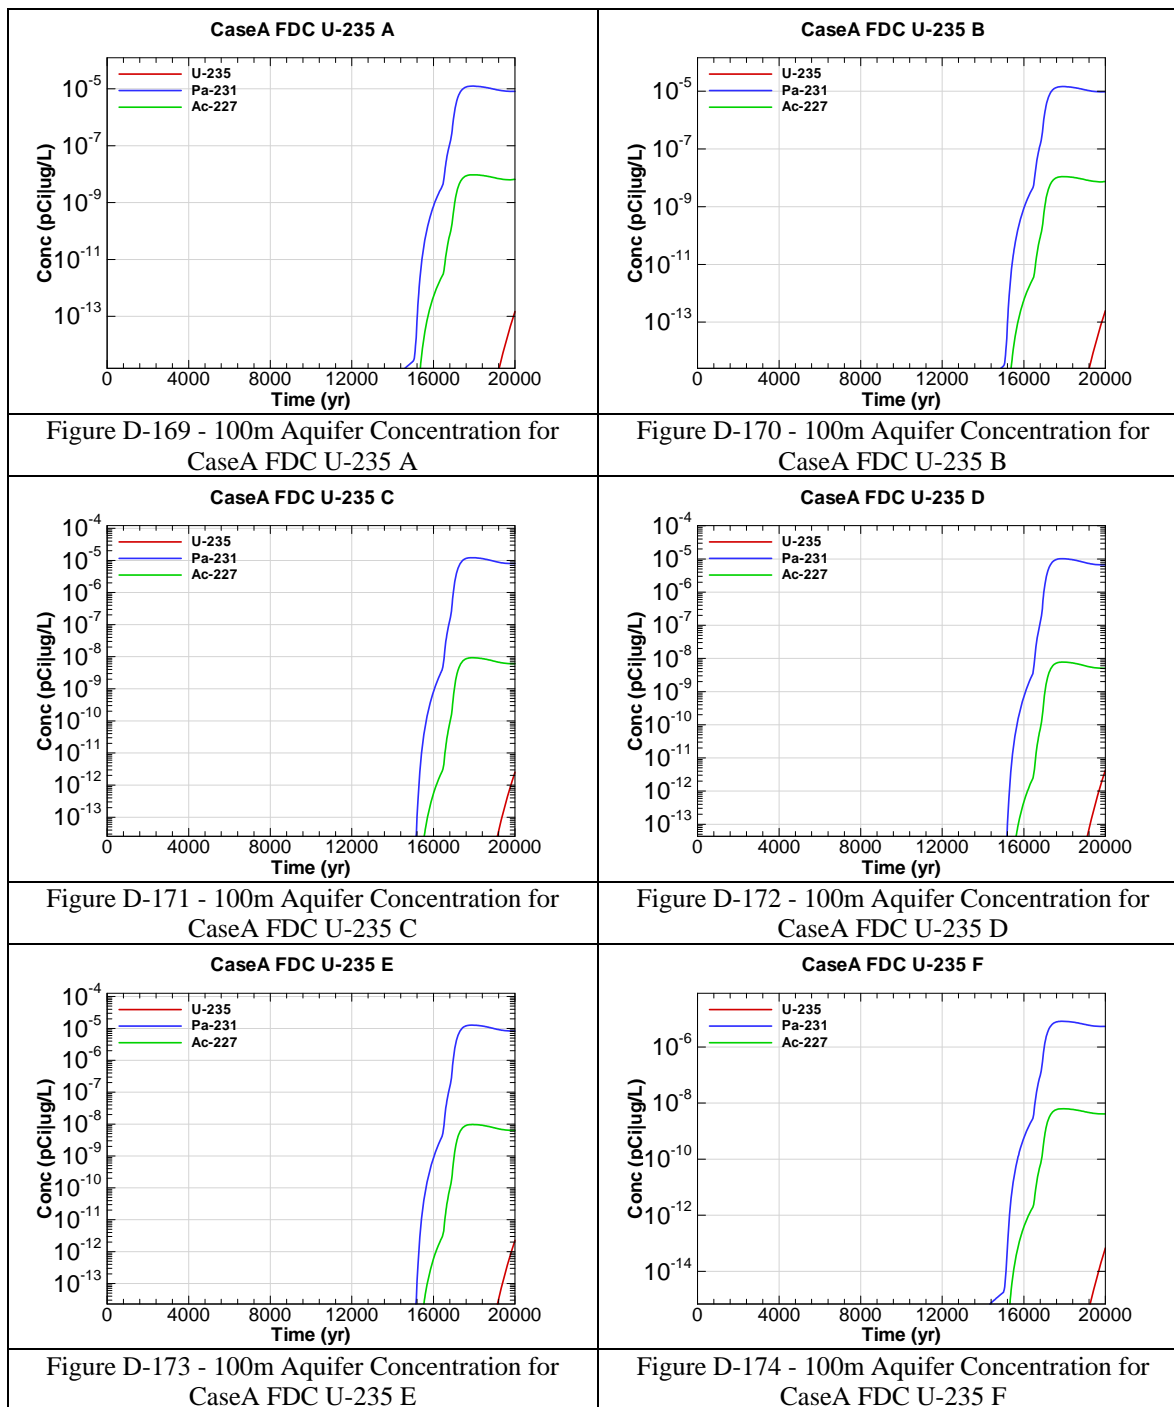 CaseA FDC U-235 A
U-235
Pa-231
Ac-227
10^-5
10^-7
10^-9
10^-11
10^-13
Conc (pCi|ug/L)
0 4000 8000 12000 16000 20000
Time (yr)
Figure D-169 - 100m Aquifer Concentration for
CaseA FDC U-235 A
CaseA FDC U-235 B
U-235
Pa-231
Ac-227
10^-5
10^-7
10^-9
10^-11
10^-13
Conc (pCi|ug/L)
0 4000 8000 12000 16000 20000
Time (yr)
Figure D-170 - 100m Aquifer Concentration for
CaseA FDC U-235 B
CaseA FDC U-235 C
U-235
Pa-231
Ac-227
10^-4
10^-5
10^-6
10^-7
10^-8
10^-9
10^-10
10^-11
10^-12
10^-13
Conc (pCi|ug/L)
0 4000 8000 12000 16000 20000
Time (yr)
Figure D-171 - 100m Aquifer Concentration for
CaseA FDC U-235 C
CaseA FDC U-235 D
U-235
Pa-231
Ac-227
10^-4
10^-5
10^-6
10^-7
10^-8
10^-9
10^-10
10^-11
10^-12
10^-13
Conc (pCi|ug/L)
0 4000 8000 12000 16000 20000
Time (yr)
Figure D-172 - 100m Aquifer Concentration for
CaseA FDC U-235 D
CaseA FDC U-235 E
U-235
Pa-231
Ac-227
10^-4
10^-5
10^-6
10^-7
10^-8
10^-9
10^-10
10^-11
10^-12
10^-13
Conc (pCi|ug/L)
0 4000 8000 12000 16000 20000
Time (yr)
Figure D-173 - 100m Aquifer Concentration for
CaseA FDC U-235 E
CaseA FDC U-235 F
U-235
Pa-231
Ac-227
10^-6
10^-8
10^-10
10^-12
10^-14
Conc (pCi|ug/L)
0 4000 8000 12000 16000 20000
Time (yr)
Figure D-174 - 100m Aquifer Concentration for
CaseA FDC U-235 F